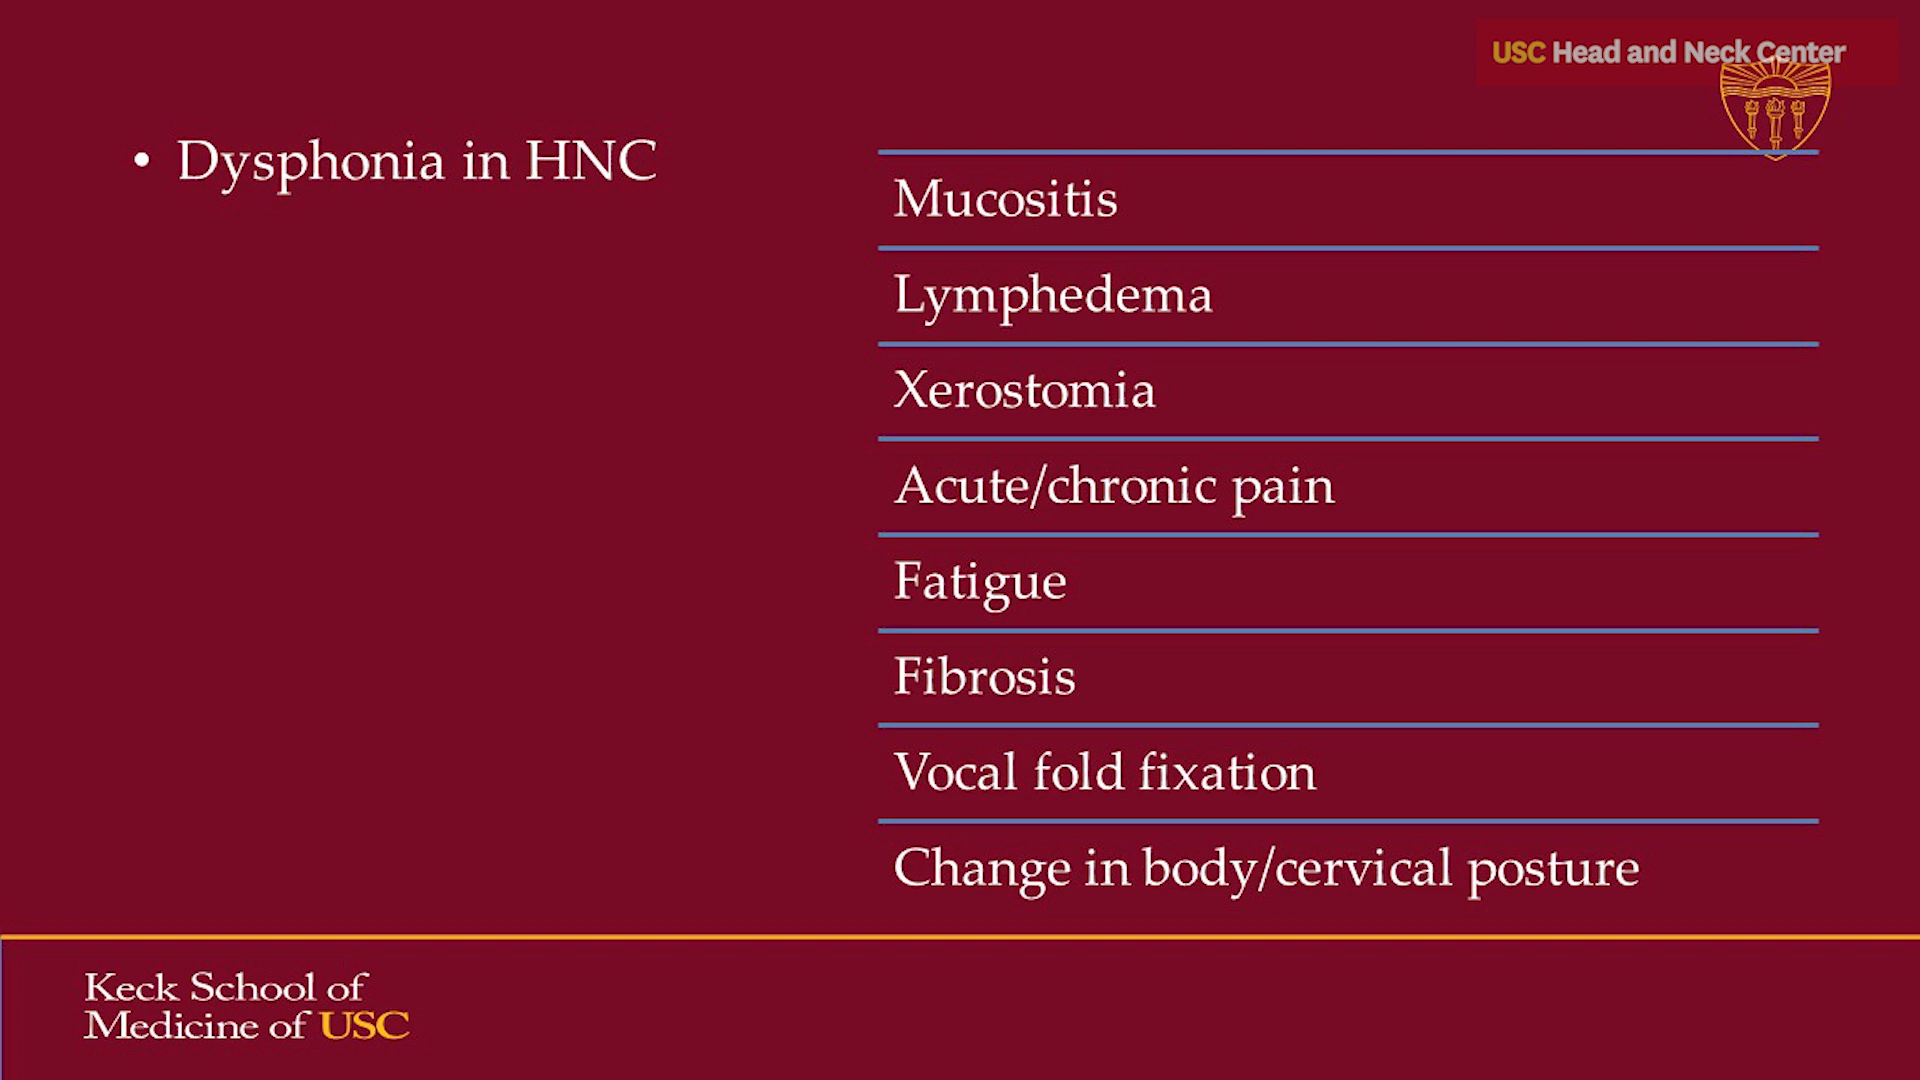 USC Head and Neck Center
• Dysphonia in HNC
Mucositis
Lymphedema
Xerostomia
Acute/chronic pain
Fatigue
Fibrosis
Vocal fold fixation
Change in body/cervical posture
Keck School of
Medicine of USC